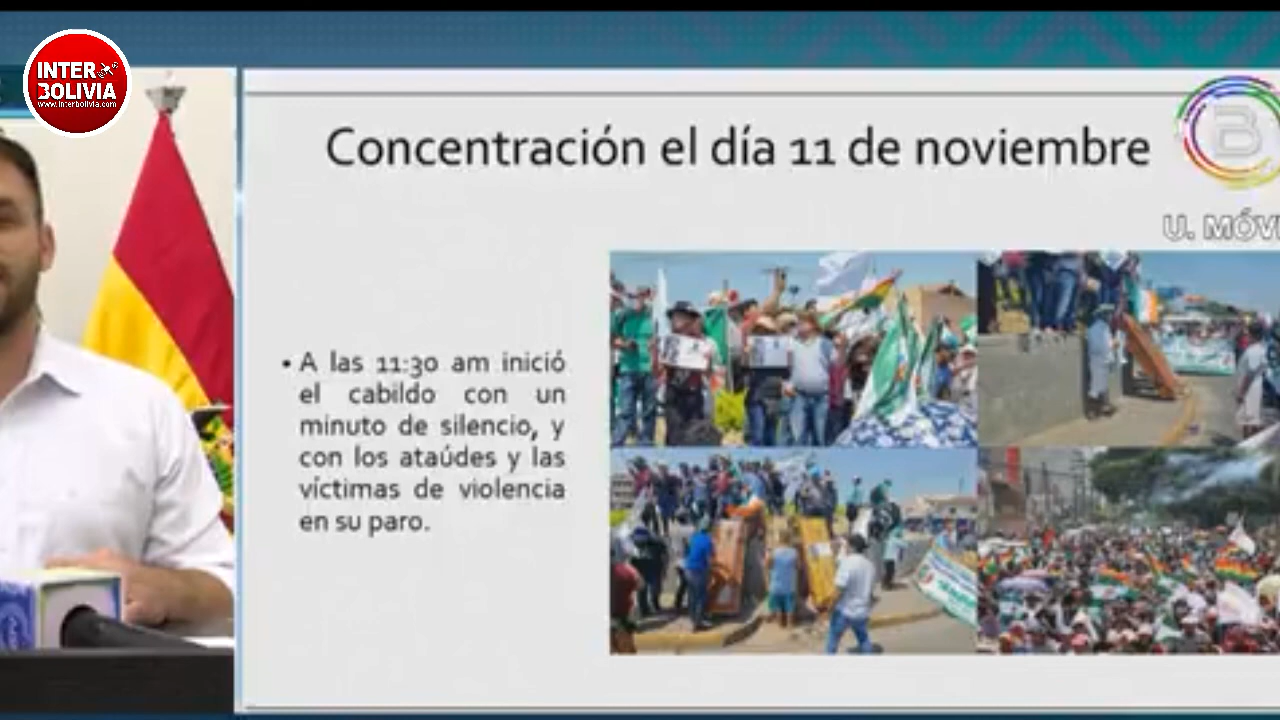 INTER
BOLIVIA
www.interbolivia.com
Concentración el día 11 de noviembre
B
U. MÓVI
• A las 11:30 am inició
el cabildo con un
minuto de silencio, y
con los ataúdes y las
víctimas de violencia
en su paro.